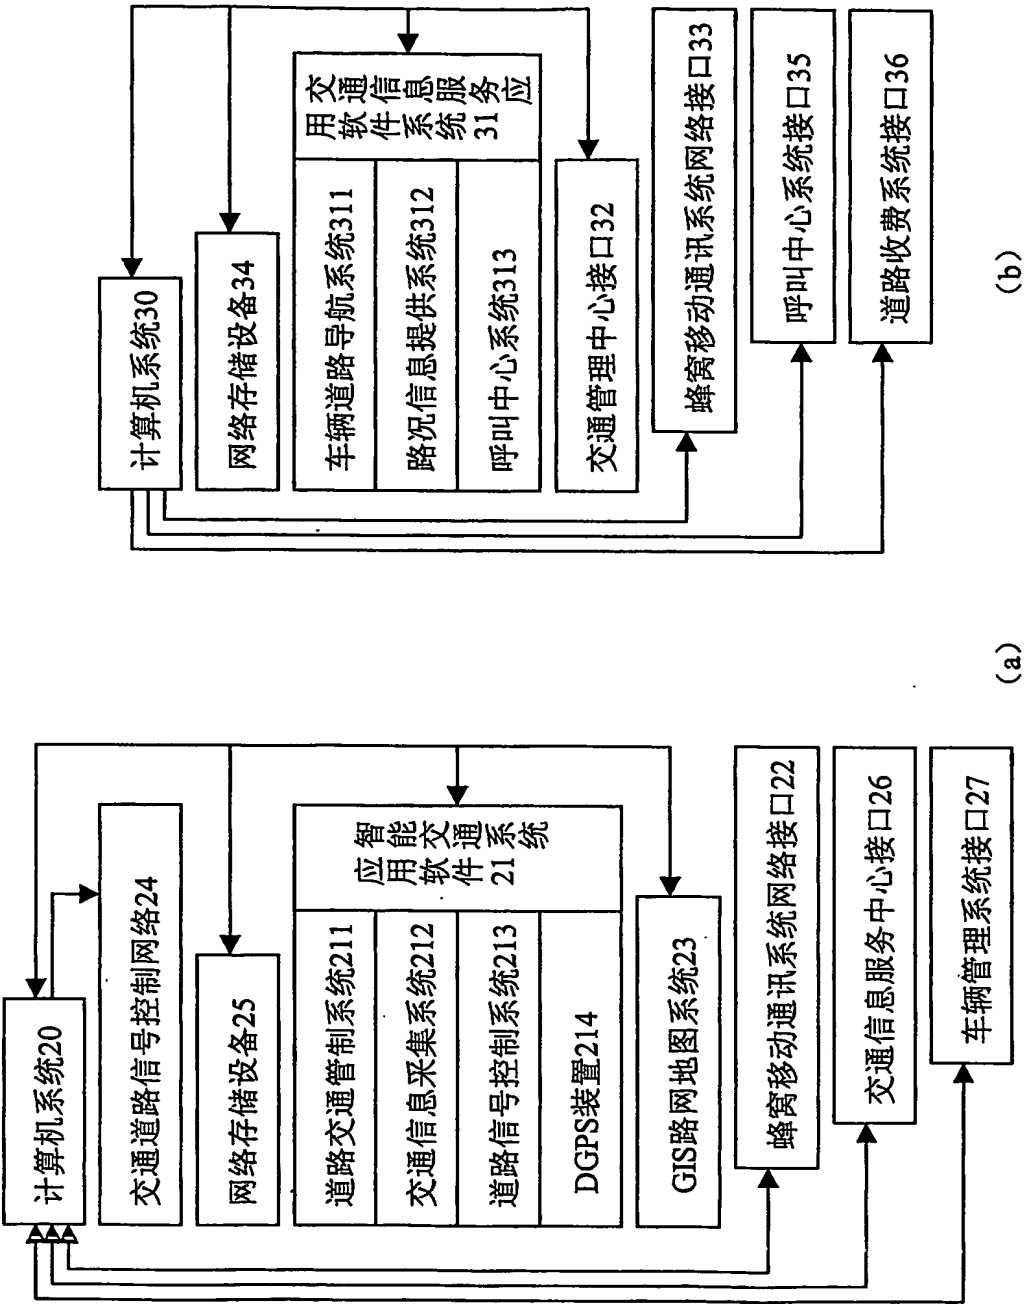 计算机系统20
交通道路信号控制网络24
网络存储设备25
智能交通系统
应用软件
21
道路交通管制系统211
交通信息采集系统212
道路信号控制系统213
DGPS装置214
GIS路网地图系统23
蜂窝移动通讯系统网络接口22
交通信息服务中心接口26
车辆管理系统接口27
(a)
计算机系统30
网络存储设备34
交通信息服务应
用软件系统
31
车辆道路导航系统311
路况信息提供系统312
呼叫中心系统313
交通管理中心接口32
蜂窝移动通讯系统网络接口33
呼叫中心系统接口35
道路收费系统接口36
(b)